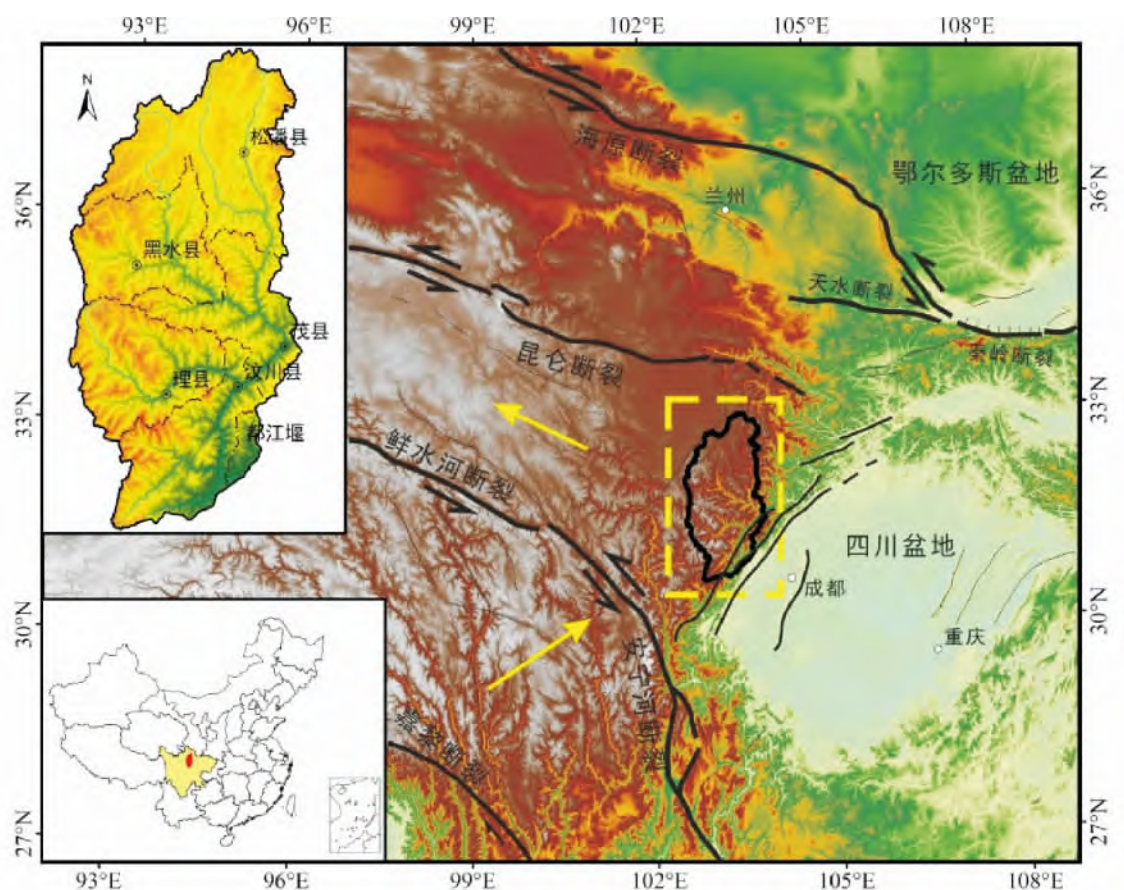 93°E
96°E
99°E
102°E
105°E
108°E
N
松潘县
黑水县
茂县
理县
汶川县
都江堰
海原断裂
鄂尔多斯盆地
兰州
天水断裂
秦岭断裂
昆仑断裂
鲜水河断裂
四川盆地
成都
重庆
安宁河断裂
嘉黎断裂
36°N
33°N
30°N
27°N
36°N
33°N
30°N
27°N
93°E
96°E
99°E
102°E
105°E
108°E